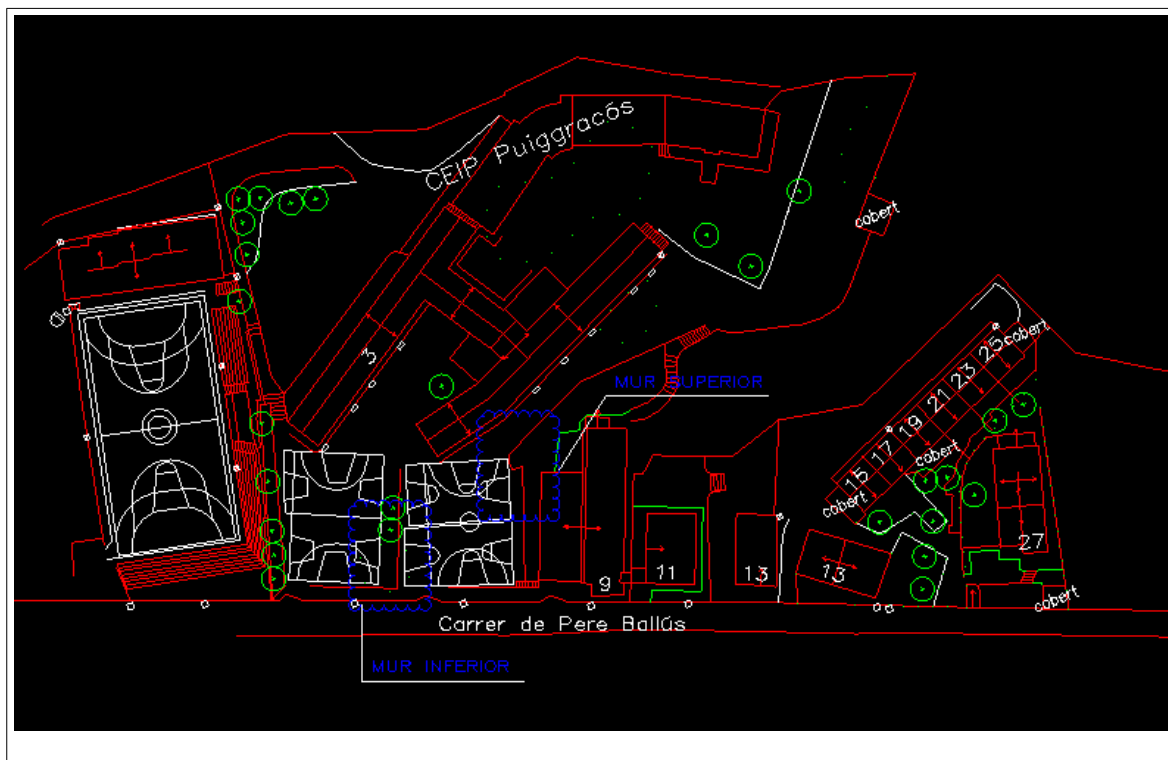 CEIP Puiggracós
cobert
3
MUR SUPERIOR
cobert
25
23
21
19
17
15
cobert
cobert
27
9
11
13
13
cobert
Carrer de Pere Ballús
MUR INFERIOR